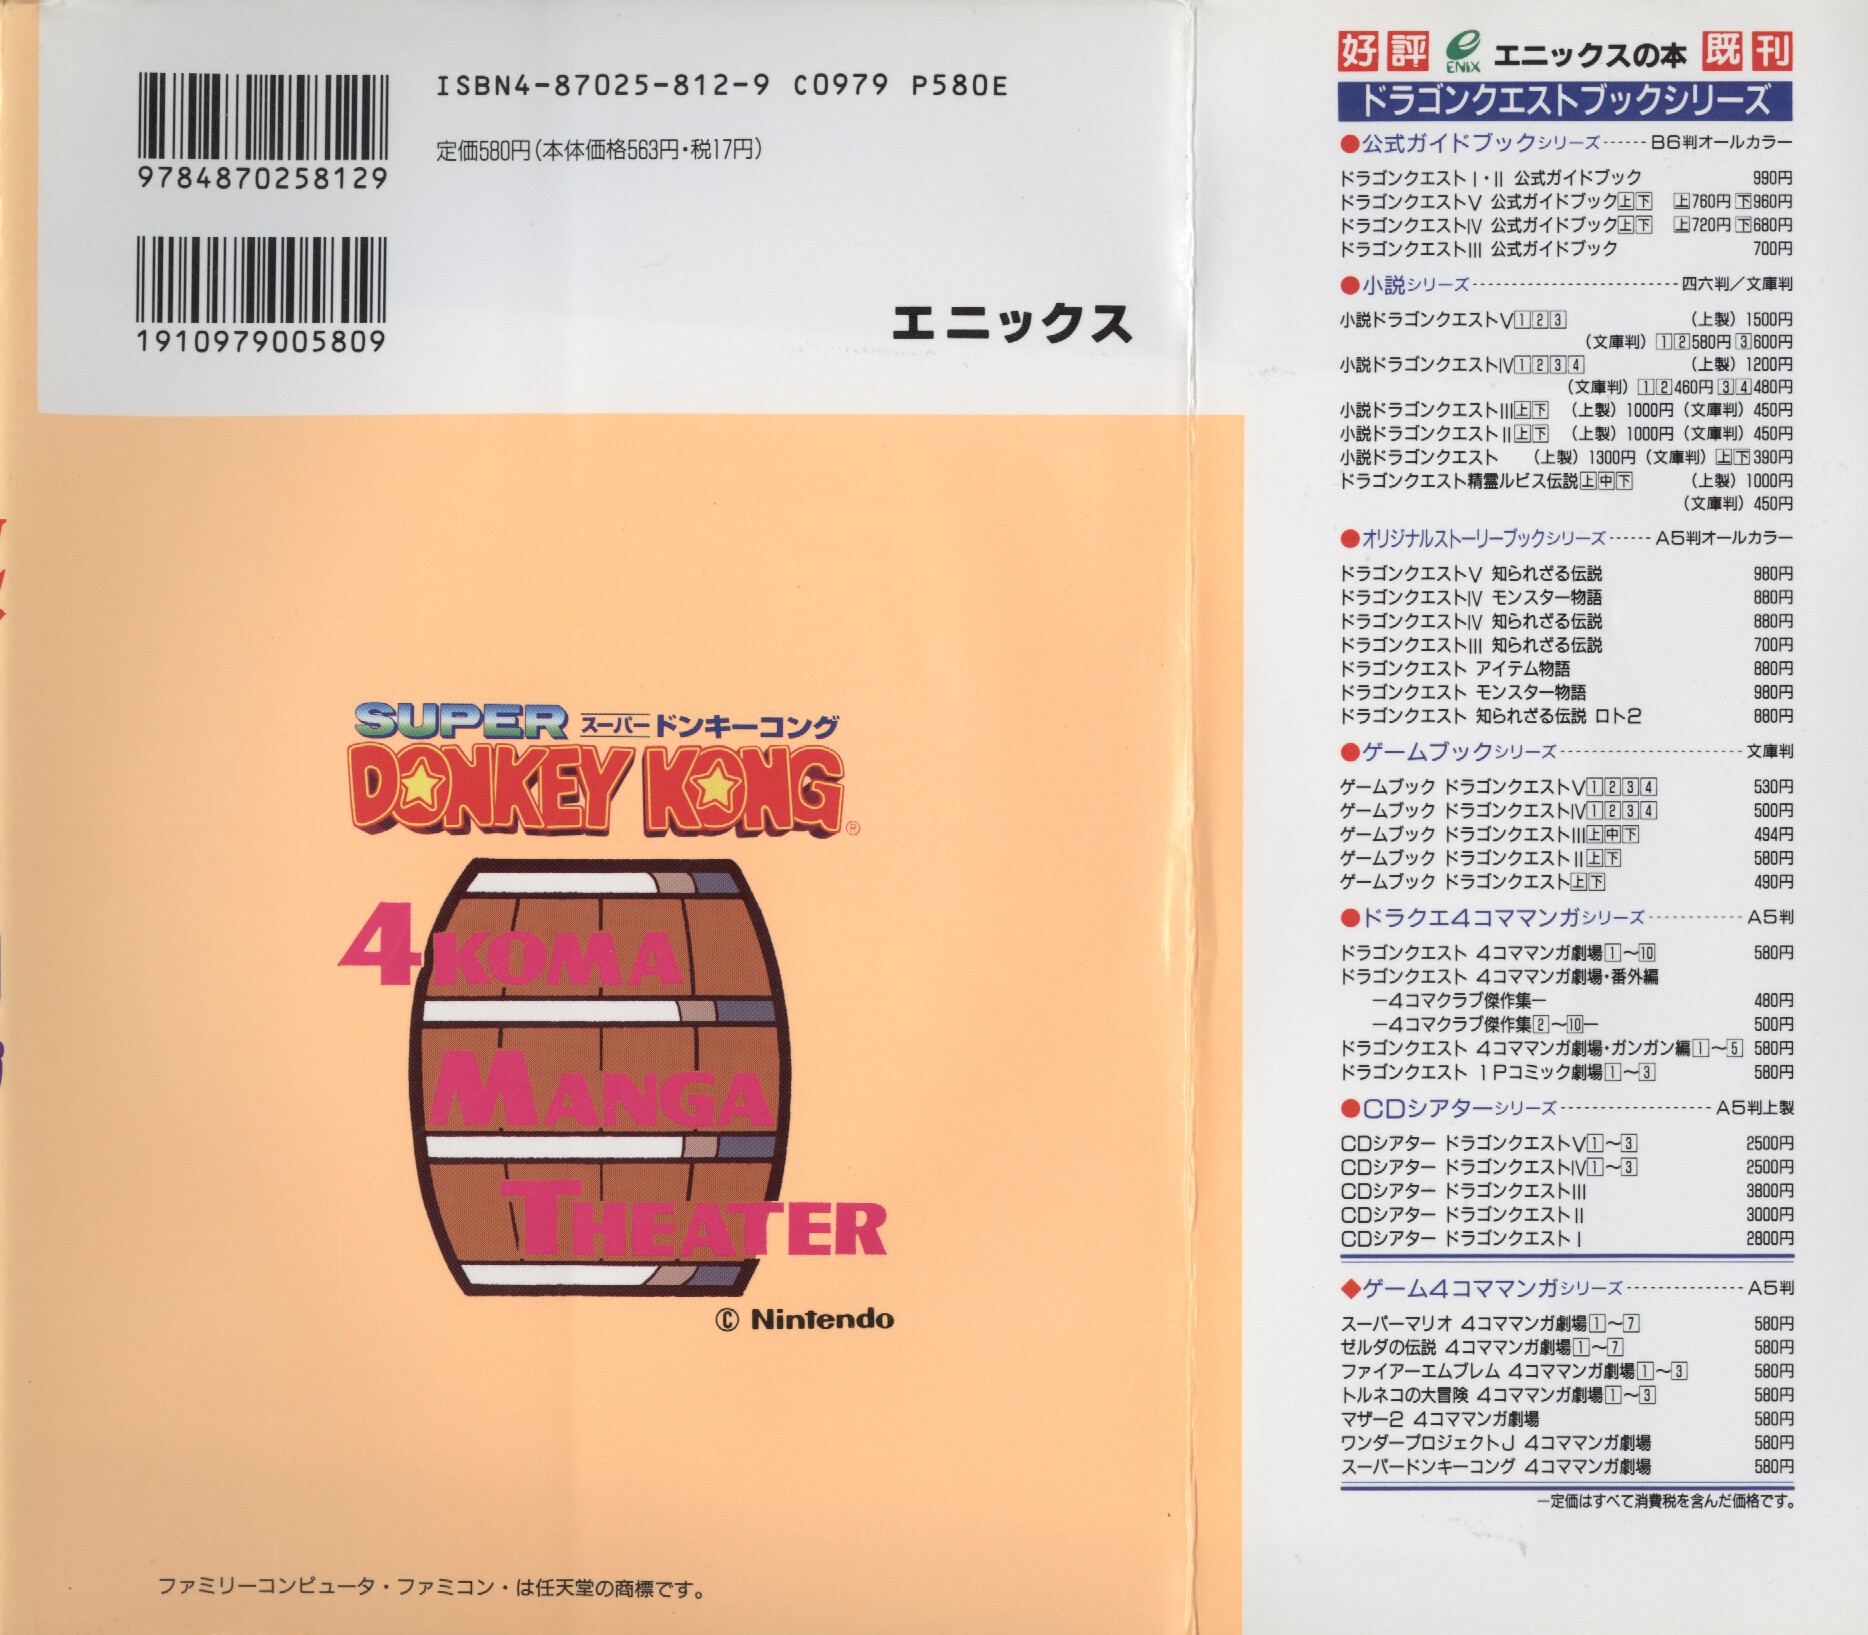 9784870258129
1910979005809
ISBN4-87025-812-9 C0979 P580E
定価580円(本体価格563円・税17円)
エニックス
SUPER スーパードンキーコング
DONKEY KONG®
4KOMA
MANGA
THEATER
© Nintendo
ファミリーコンピュータ・ファミコン・は任天堂の商標です。
好評 ENIX エニックスの本 既刊
ドラゴンクエストブックシリーズ
●公式ガイドブックシリーズ------B6判オールカラー
ドラゴンクエストI・II 公式ガイドブック 990円
ドラゴンクエストV 公式ガイドブック上下 上760円 下960円
ドラゴンクエストIV 公式ガイドブック上下 上720円 下680円
ドラゴンクエストIII 公式ガイドブック 700円
●小説シリーズ------四六判/文庫判
小説ドラゴンクエストV123 (上製) 1500円
(文庫判) 12580円 3600円
小説ドラゴンクエストIV1234 (上製) 1200円
(文庫判) 12460円 34480円
小説ドラゴンクエストIII上下 (上製) 1000円 (文庫判) 450円
小説ドラゴンクエストII上下 (上製) 1000円 (文庫判) 450円
小説ドラゴンクエスト (上製) 1300円 (文庫判) 上下390円
ドラゴンクエスト精霊ルビス伝説上中下 (上製) 1000円
(文庫判) 450円
●オリジナルストーリーブックシリーズ------A5判オールカラー
ドラゴンクエストV 知られざる伝説 980円
ドラゴンクエストIV モンスター物語 880円
ドラゴンクエストIV 知られざる伝説 880円
ドラゴンクエストIII 知られざる伝説 700円
ドラゴンクエスト アイテム物語 880円
ドラゴンクエスト モンスター物語 980円
ドラゴンクエスト 知られざる伝説 ロト2 880円
●ゲームブックシリーズ------文庫判
ゲームブック ドラゴンクエストV1234 530円
ゲームブック ドラゴンクエストIV1234 500円
ゲームブック ドラゴンクエストIII上中下 494円
ゲームブック ドラゴンクエストII上下 580円
ゲームブック ドラゴンクエスト上下 490円
●ドラクエ4コママンガシリーズ------A5判
ドラゴンクエスト 4コママンガ劇場1〜10 580円
ドラゴンクエスト 4コママンガ劇場・番外編
―4コマクラブ傑作集― 480円
―4コマクラブ傑作集2〜10― 500円
ドラゴンクエスト 4コママンガ劇場・ガンガン編1〜5 580円
ドラゴンクエスト 1Pコミック劇場1〜3 580円
●CDシアターシリーズ------A5判上製
CDシアター ドラゴンクエストV1〜3 2500円
CDシアター ドラゴンクエストIV1〜3 2500円
CDシアター ドラゴンクエストIII 3800円
CDシアター ドラゴンクエストII 3000円
CDシアター ドラゴンクエストI 2800円
◆ゲーム4コママンガシリーズ------A5判
スーパーマリオ 4コママンガ劇場1〜7 580円
ゼルダの伝説 4コママンガ劇場1〜7 580円
ファイアーエムブレム 4コママンガ劇場1〜3 580円
トルネコの大冒険 4コママンガ劇場1〜3 580円
マザー2 4コママンガ劇場 580円
ワンダープロジェクトJ 4コママンガ劇場 580円
スーパードンキーコング 4コママンガ劇場 580円
―定価はすべて消費税を含んだ価格です。